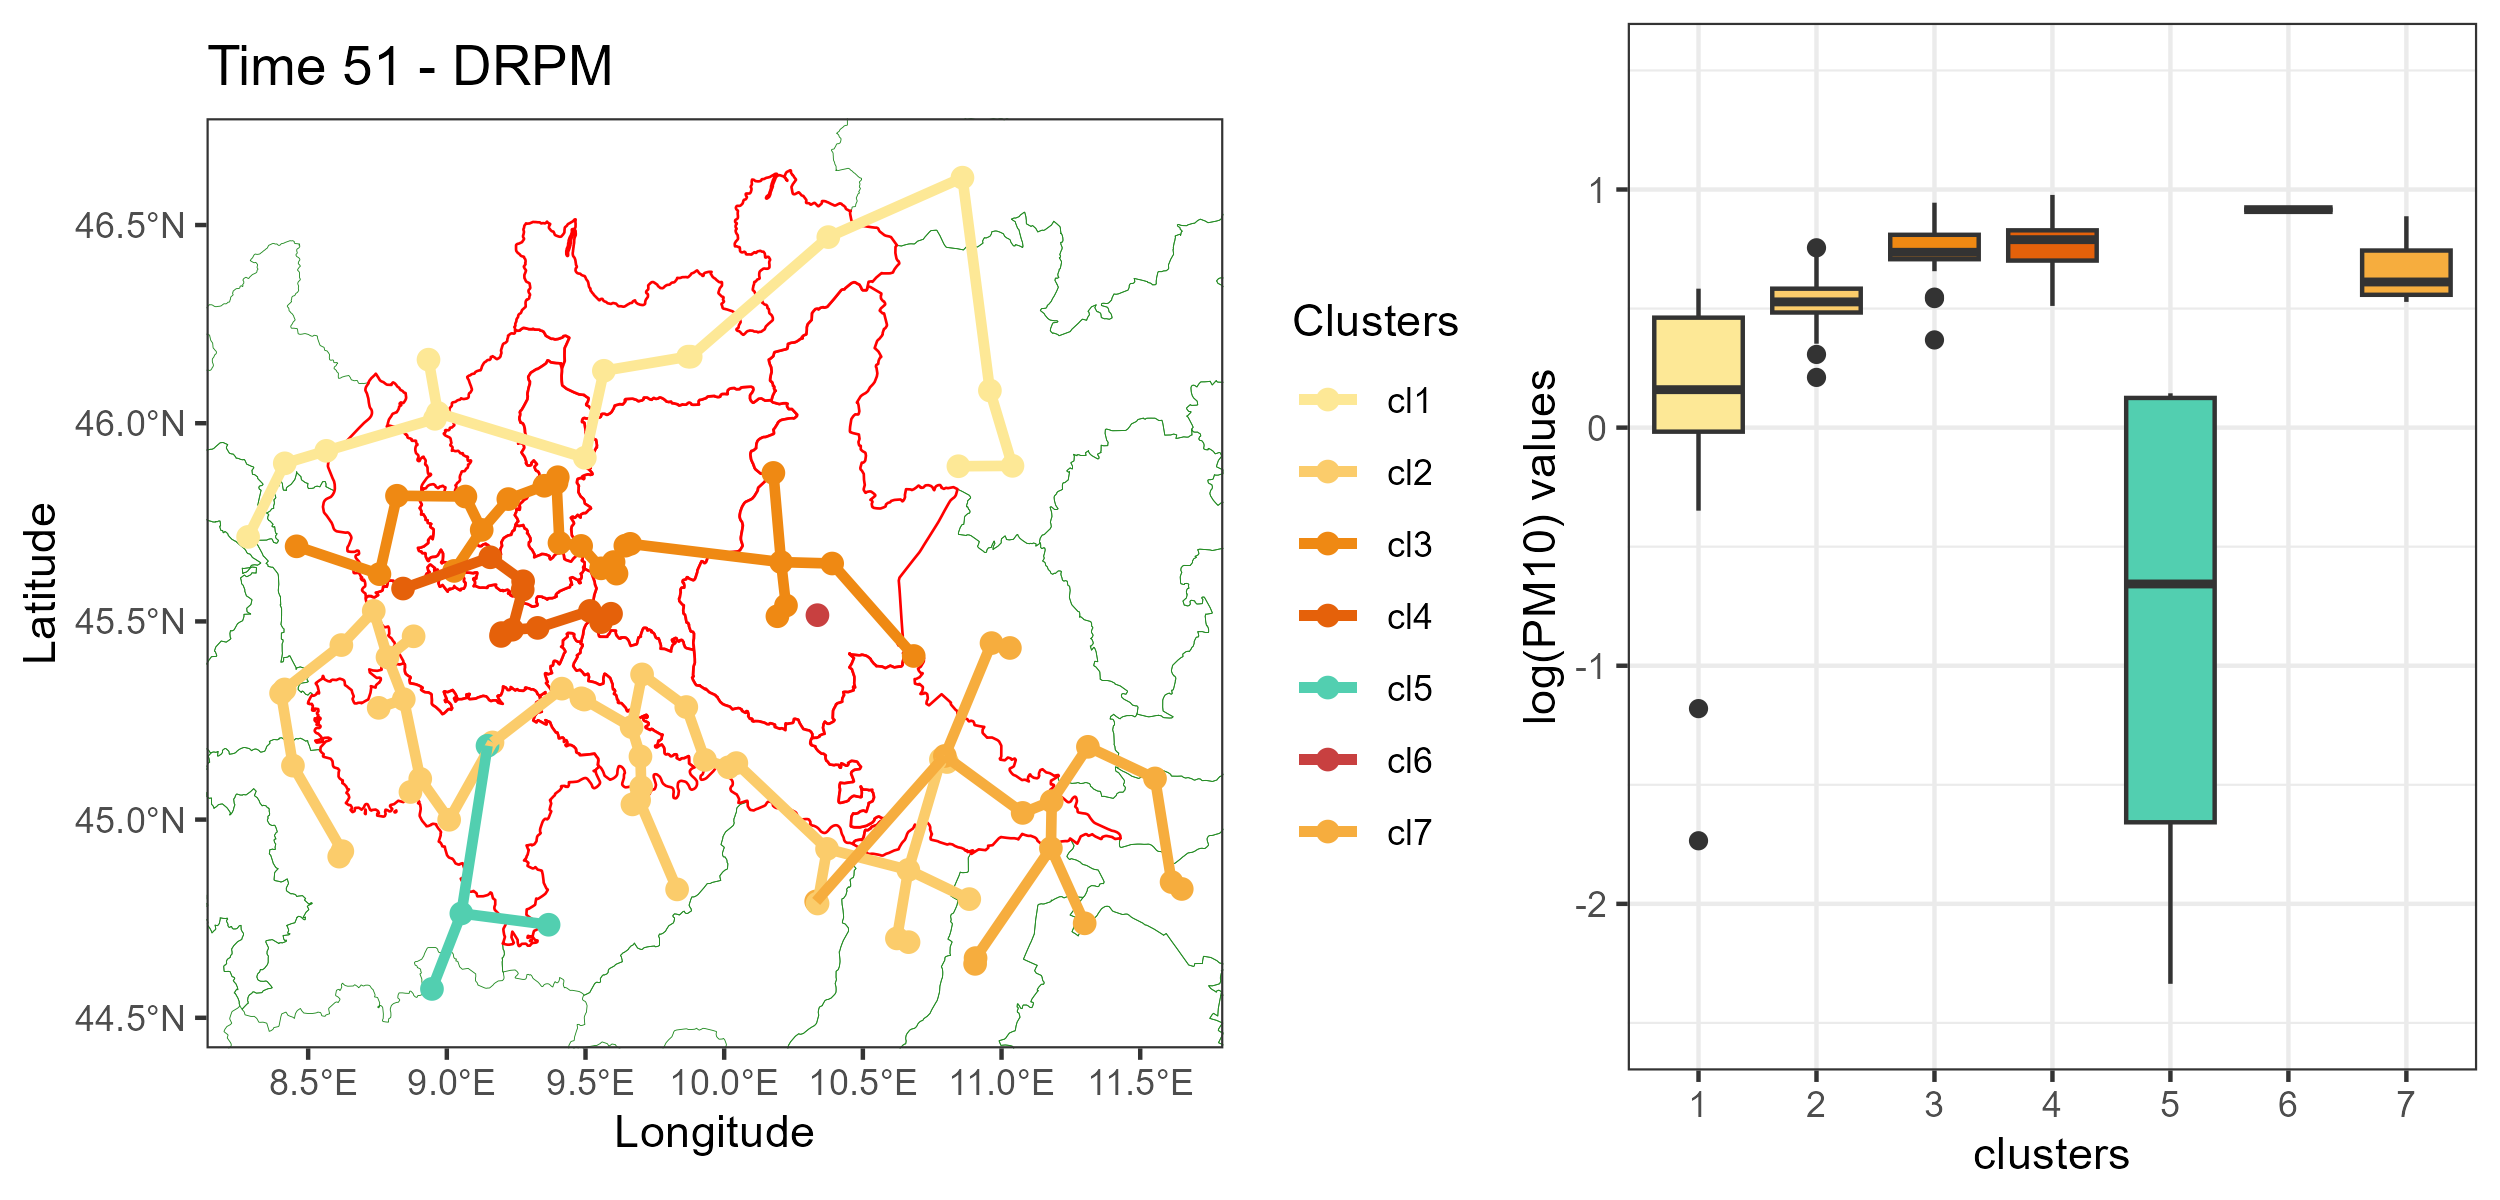 Time 51 - DRPM
Latitude
46.5°N
46.0°N
45.5°N
45.0°N
44.5°N
8.5°E 9.0°E 9.5°E 10.0°E 10.5°E 11.0°E 11.5°E
Longitude
Clusters
cl1
cl2
cl3
cl4
cl5
cl6
cl7
log(PM10) values
1
0
-1
-2
1 2 3 4 5 6 7
clusters